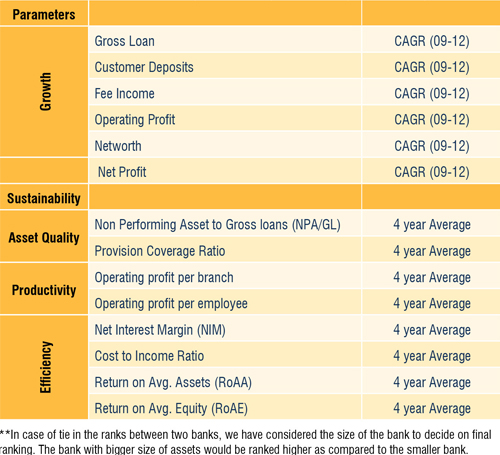 Parameters
Growth
Gross Loan CAGR (09-12)
Customer Deposits CAGR (09-12)
Fee Income CAGR (09-12)
Operating Profit CAGR (09-12)
Networth CAGR (09-12)
Net Profit CAGR (09-12)
Sustainability
Asset Quality
Non Performing Asset to Gross loans (NPA/GL) 4 year Average
Provision Coverage Ratio 4 year Average
Productivity
Operating profit per branch 4 year Average
Operating profit per employee 4 year Average
Efficiency
Net Interest Margin (NIM) 4 year Average
Cost to Income Ratio 4 year Average
Return on Avg. Assets (RoAA) 4 year Average
Return on Avg. Equity (RoAE) 4 year Average
**In case of tie in the ranks between two banks, we have considered the size of the bank to decide on final
ranking. The bank with bigger size of assets would be ranked higher as compared to the smaller bank.